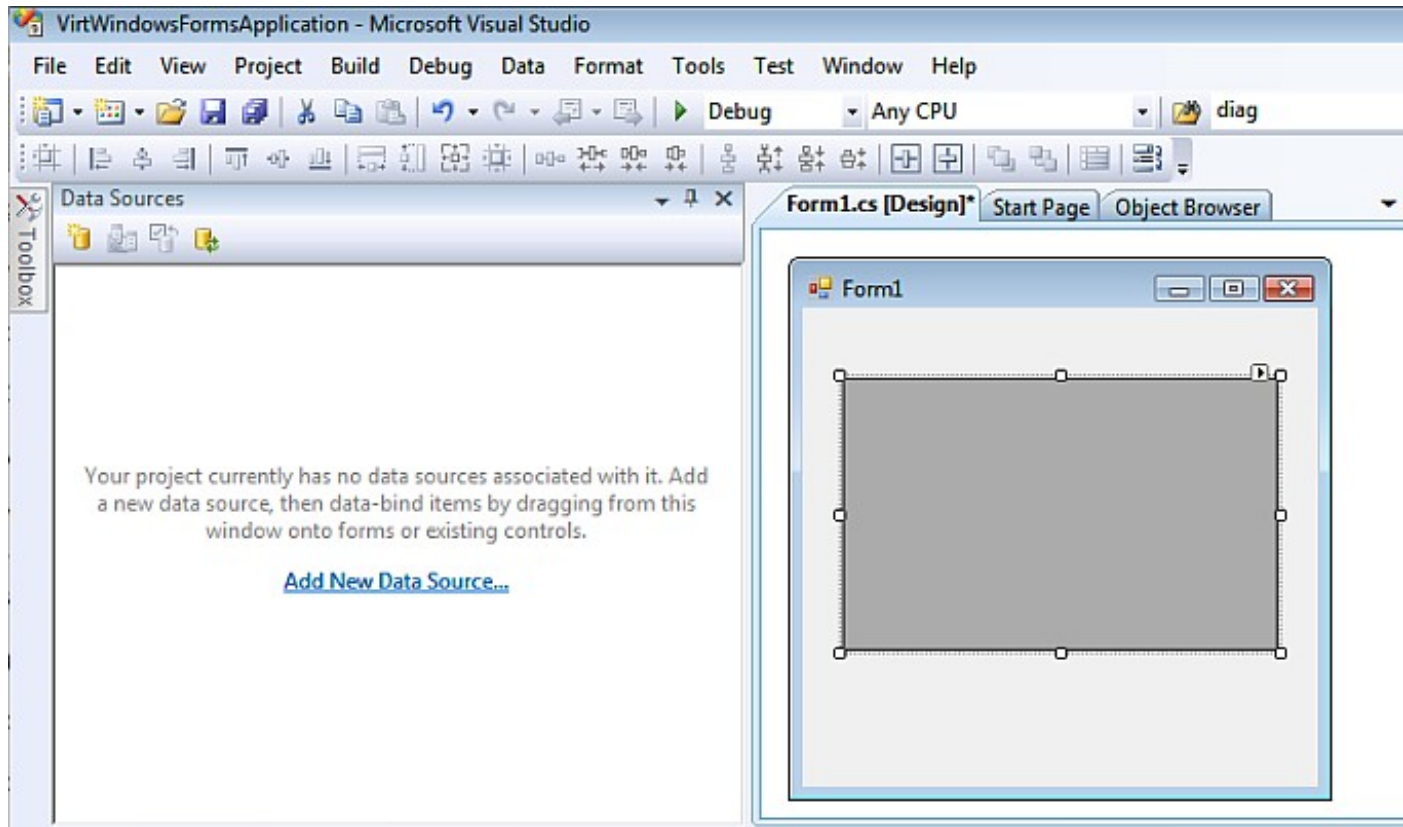 VirtWindowsFormsApplication - Microsoft Visual Studio
File Edit View Project Build Debug Data Format Tools Test Window Help
Debug Any CPU diag
Toolbox
Data Sources
Form1.cs [Design]* Start Page Object Browser
Form1
Your project currently has no data sources associated with it. Add
a new data source, then data-bind items by dragging from this
window onto forms or existing controls.
Add New Data Source...